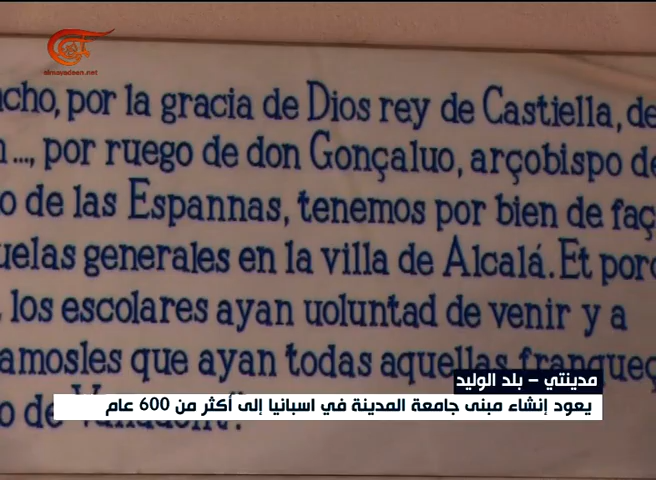 almayadeen.net
ncho, por la gracia de Dios rey de Castiella, de
n ..., por ruego de don Gonçaluo, arçobispo de
o de las Espannas, tenemos por bien de faç
uelas generales en la villa de Alcalá. Et porq
, los escolares ayan uoluntad de venir y a
amosles que ayan todas aquellas franqueç
o de
مدينتي – بلد الوليد
يعود إنشاء مبنى جامعة المدينة في اسبانيا إلى أكثر من 600 عام